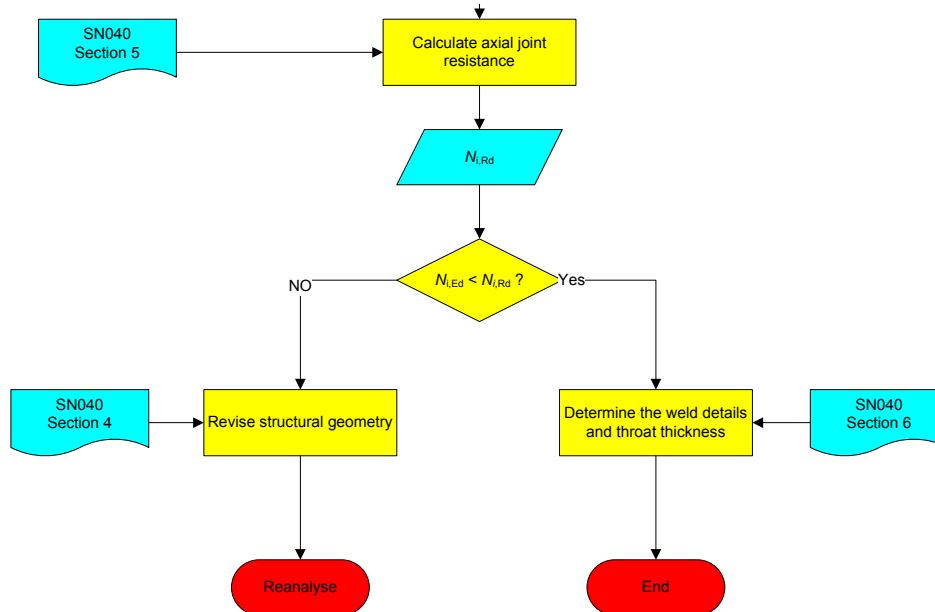 SN040
Section 5
Calculate axial joint
resistance
Ni,Rd
Ni,Ed < Ni,Rd ?
NO
Yes
SN040
Section 4
Revise structural geometry
Determine the weld details
and throat thickness
SN040
Section 6
Reanalyse
End